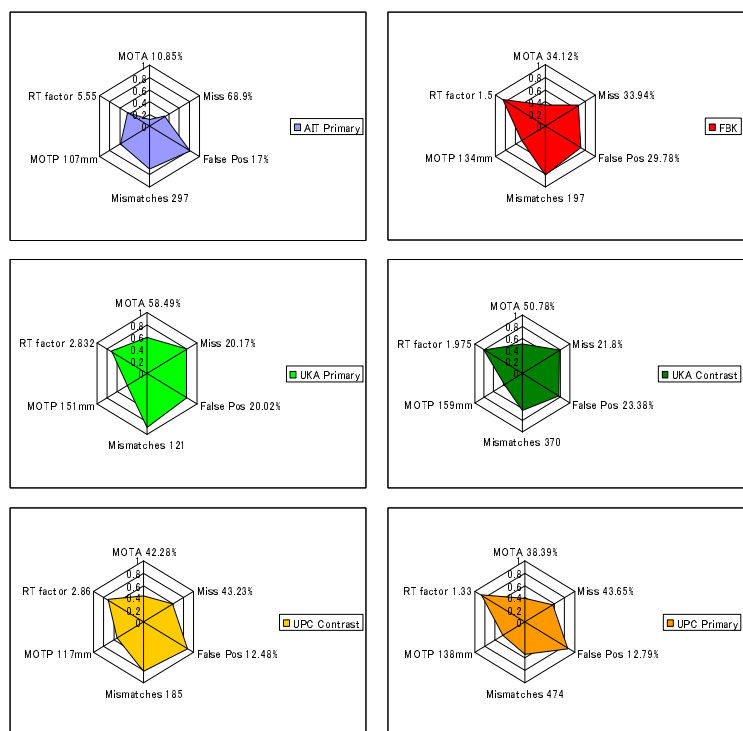 MOTA 10.85%
1
0.8
0.6
0.4
0.2
0
RT factor 5.55
Miss 68.9%
MOTP 107mm
False Pos 17%
Mismatches 297
AIT Primary
MOTA 34.12%
1
0.8
0.6
0.4
0.2
0
RT factor 1.5
Miss 33.94%
MOTP 134mm
False Pos 29.78%
Mismatches 197
FBK
MOTA 58.49%
1
0.8
0.6
0.4
0.2
0
RT factor 2.832
Miss 20.17%
MOTP 151mm
False Pos 20.02%
Mismatches 121
UKA Primary
MOTA 50.78%
1
0.8
0.6
0.4
0.2
0
RT factor 1.975
Miss 21.8%
MOTP 159mm
False Pos 23.38%
Mismatches 370
UKA Contrast
MOTA 42.28%
1
0.8
0.6
0.4
0.2
0
RT factor 2.86
Miss 43.23%
MOTP 117mm
False Pos 12.48%
Mismatches 185
UPC Contrast
MOTA 38.39%
1
0.8
0.6
0.4
0.2
0
RT factor 1.33
Miss 43.65%
MOTP 138mm
False Pos 12.79%
Mismatches 474
UPC Primary